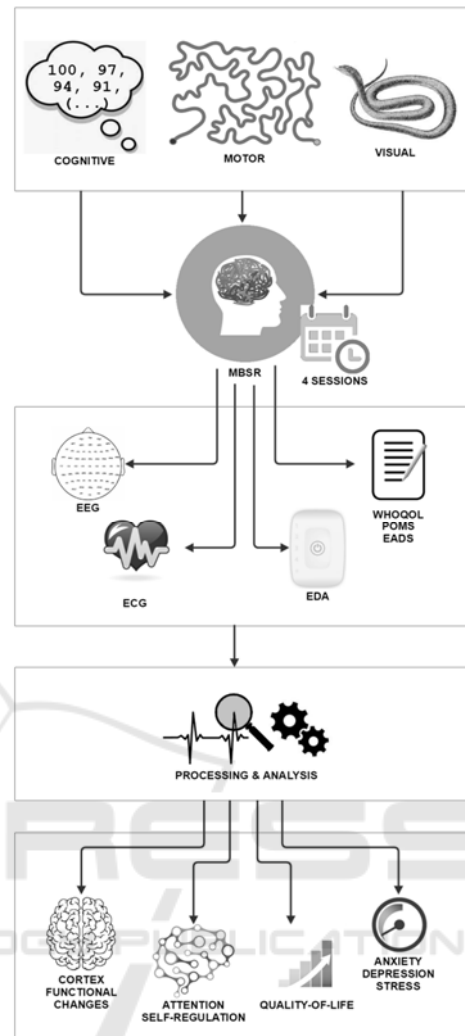 100, 97,
94, 91,
(...)
COGNITIVE
MOTOR
VISUAL
MBSR
4 SESSIONS
EEG
WHOQOL
POMS
EADS
ECG
EDA
PROCESSING & ANALYSIS
CORTEX
FUNCTIONAL
CHANGES
ATTENTION
SELF-REGULATION
QUALITY-OF-LIFE
ANXIETY
DEPRESSION
STRESS